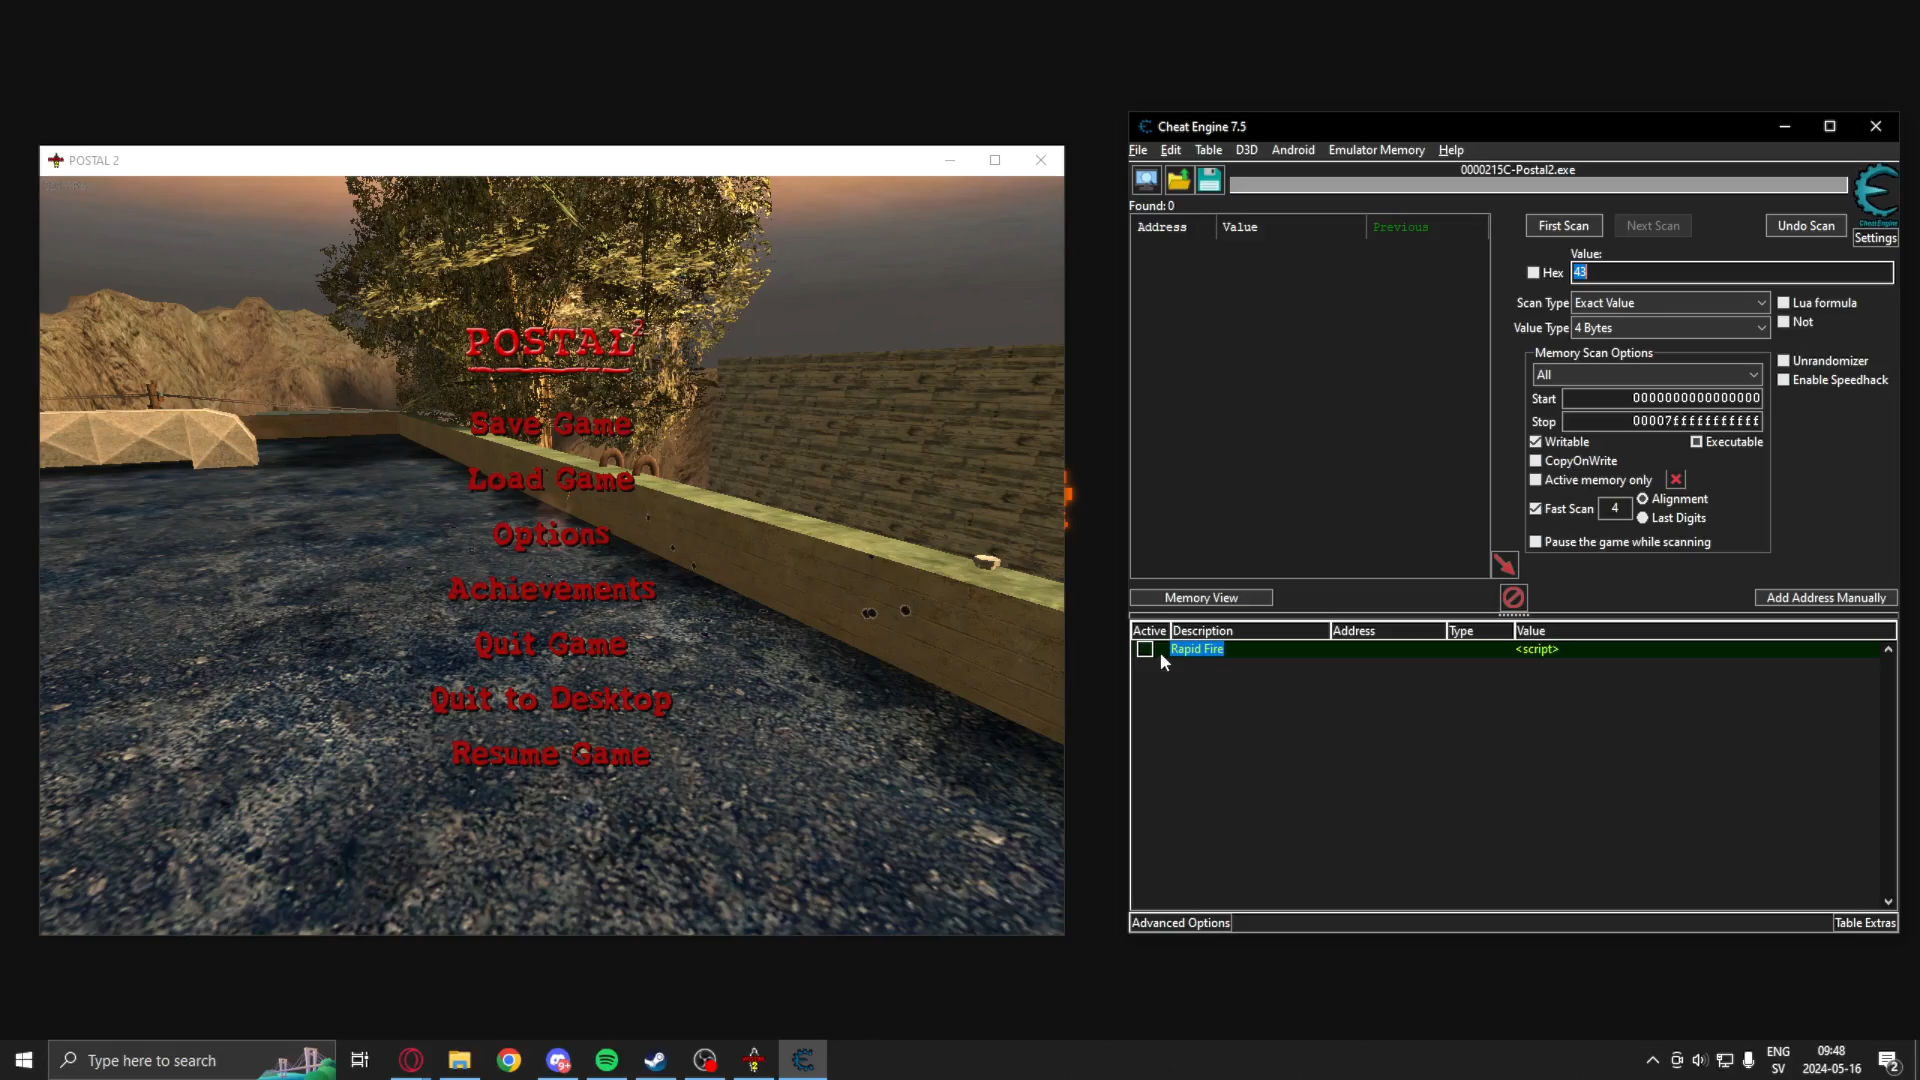 POSTAL 2
POSTAL2
Save Game
Load Game
Options
Achievements
Quit Game
Quit to Desktop
Resume Game
Cheat Engine 7.5
File Edit Table D3D Android Emulator Memory Help
0000215C-Postal2.exe
Found: 0
Address Value Previous
First Scan Next Scan Undo Scan
Cheat Engine
Settings
Value:
Hex 43
Scan Type Exact Value Lua formula
Value Type 4 Bytes Not
Memory Scan Options
All
Unrandomizer
Enable Speedhack
Start 0000000000000000
Stop 00007fffffffffff
Writable Executable
CopyOnWrite
Active memory only
Fast Scan 4 Alignment
Last Digits
Pause the game while scanning
Memory View Add Address Manually
Active Description Address Type Value
Rapid Fire <script>
Advanced Options Table Extras
Type here to search
9+
ENG
SV
09:48
2024-05-16
2